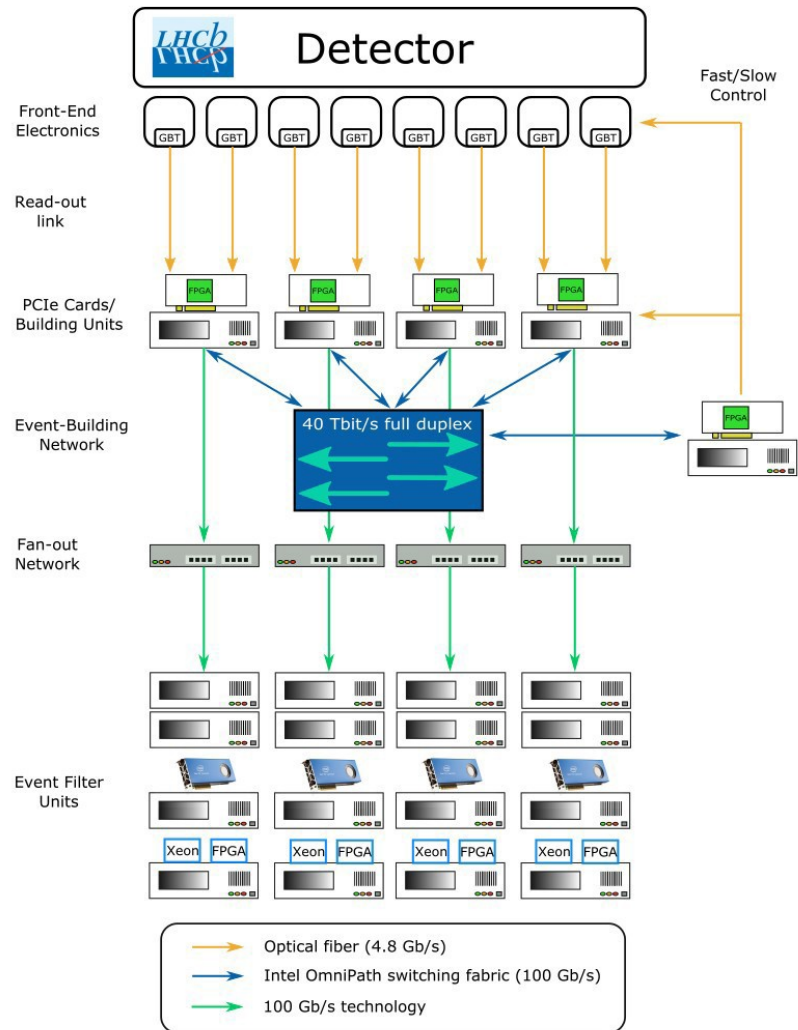 LHCb
LHCb
Detector
Fast/Slow
Control
Front-End
Electronics
GBT
GBT
GBT
GBT
GBT
GBT
GBT
GBT
Read-out
link
PCIe Cards/
Building Units
FPGA
FPGA
FPGA
FPGA
Event-Building
Network
40 Tbit/s full duplex
FPGA
Fan-out
Network
Event Filter
Units
Xeon
FPGA
Xeon
FPGA
Xeon
FPGA
Xeon
FPGA
Optical fiber (4.8 Gb/s)
Intel OmniPath switching fabric (100 Gb/s)
100 Gb/s technology